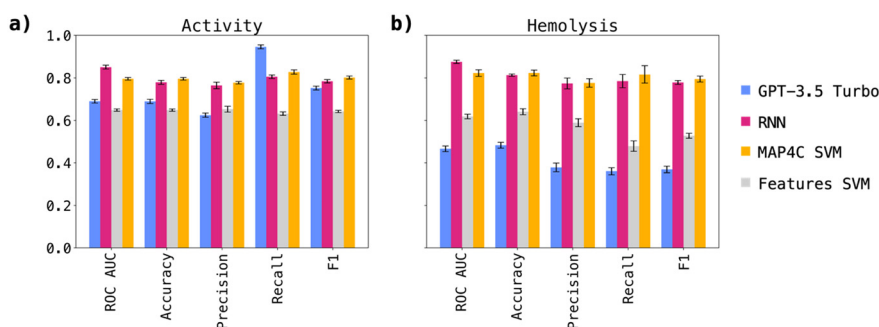 a)
Activity
1.0
0.8
0.6
0.4
0.2
0.0
ROC AUC
Accuracy
Precision
Recall
F1
b)
Hemolysis
ROC AUC
Accuracy
Precision
Recall
F1
GPT-3.5 Turbo
RNN
MAP4C SVM
Features SVM